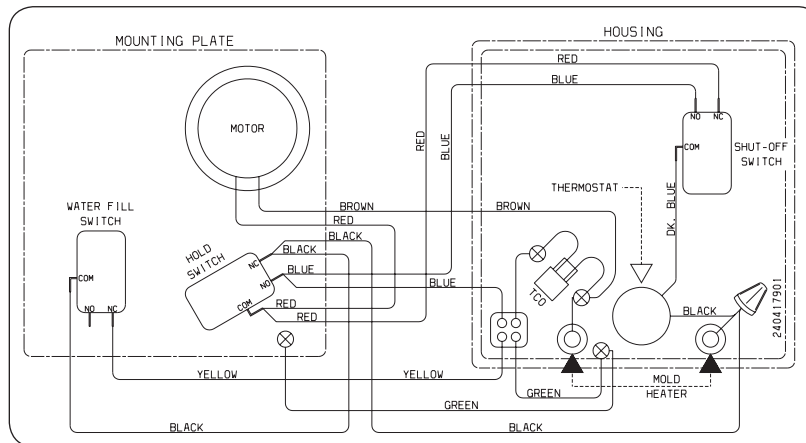 MOUNTING PLATE
HOUSING
RED
BLUE
MOTOR
RED
BLUE
NO
NC
COM
SHUT-OFF
SWITCH
THERMOSTAT
DK. BLUE
BROWN
BROWN
RED
BLACK
BLACK
WATER FILL
SWITCH
HOLD
SWITCH
NC
NO
COM
BLUE
BLUE
COM
NO
NC
RED
RED
TCO
BLACK
240417901
YELLOW
YELLOW
GREEN
MOLD
HEATER
GREEN
BLACK
BLACK